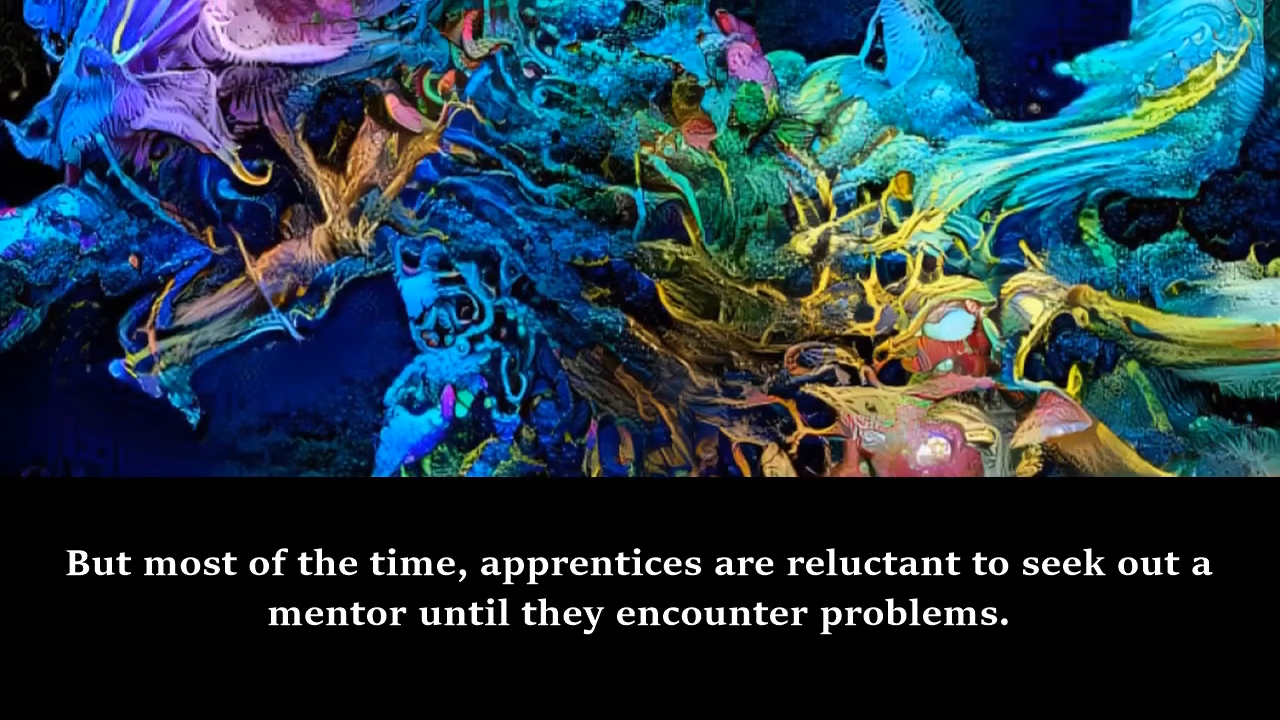 But most of the time, apprentices are reluctant to seek out a
mentor until they encounter problems.